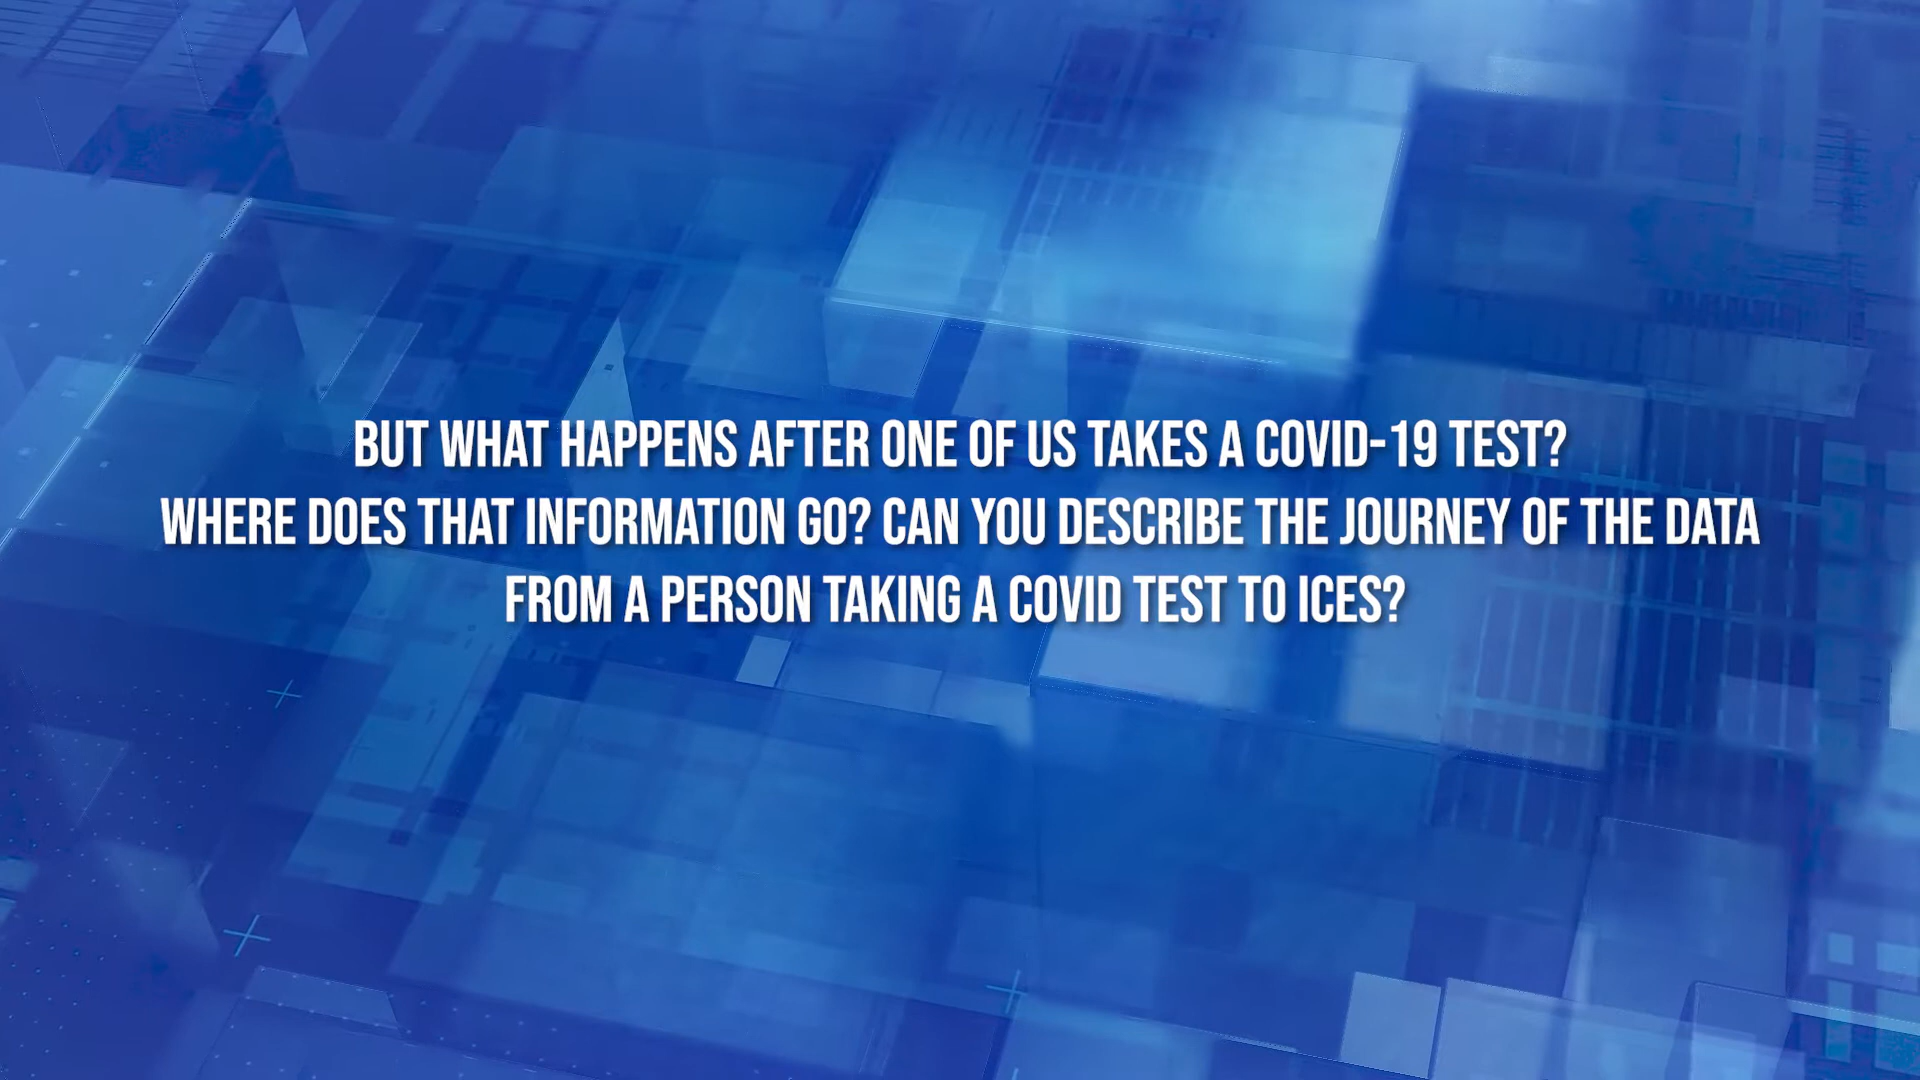 BUT WHAT HAPPENS AFTER ONE OF US TAKES A COVID-19 TEST?
WHERE DOES THAT INFORMATION GO? CAN YOU DESCRIBE THE JOURNEY OF THE DATA
FROM A PERSON TAKING A COVID TEST TO ICES?